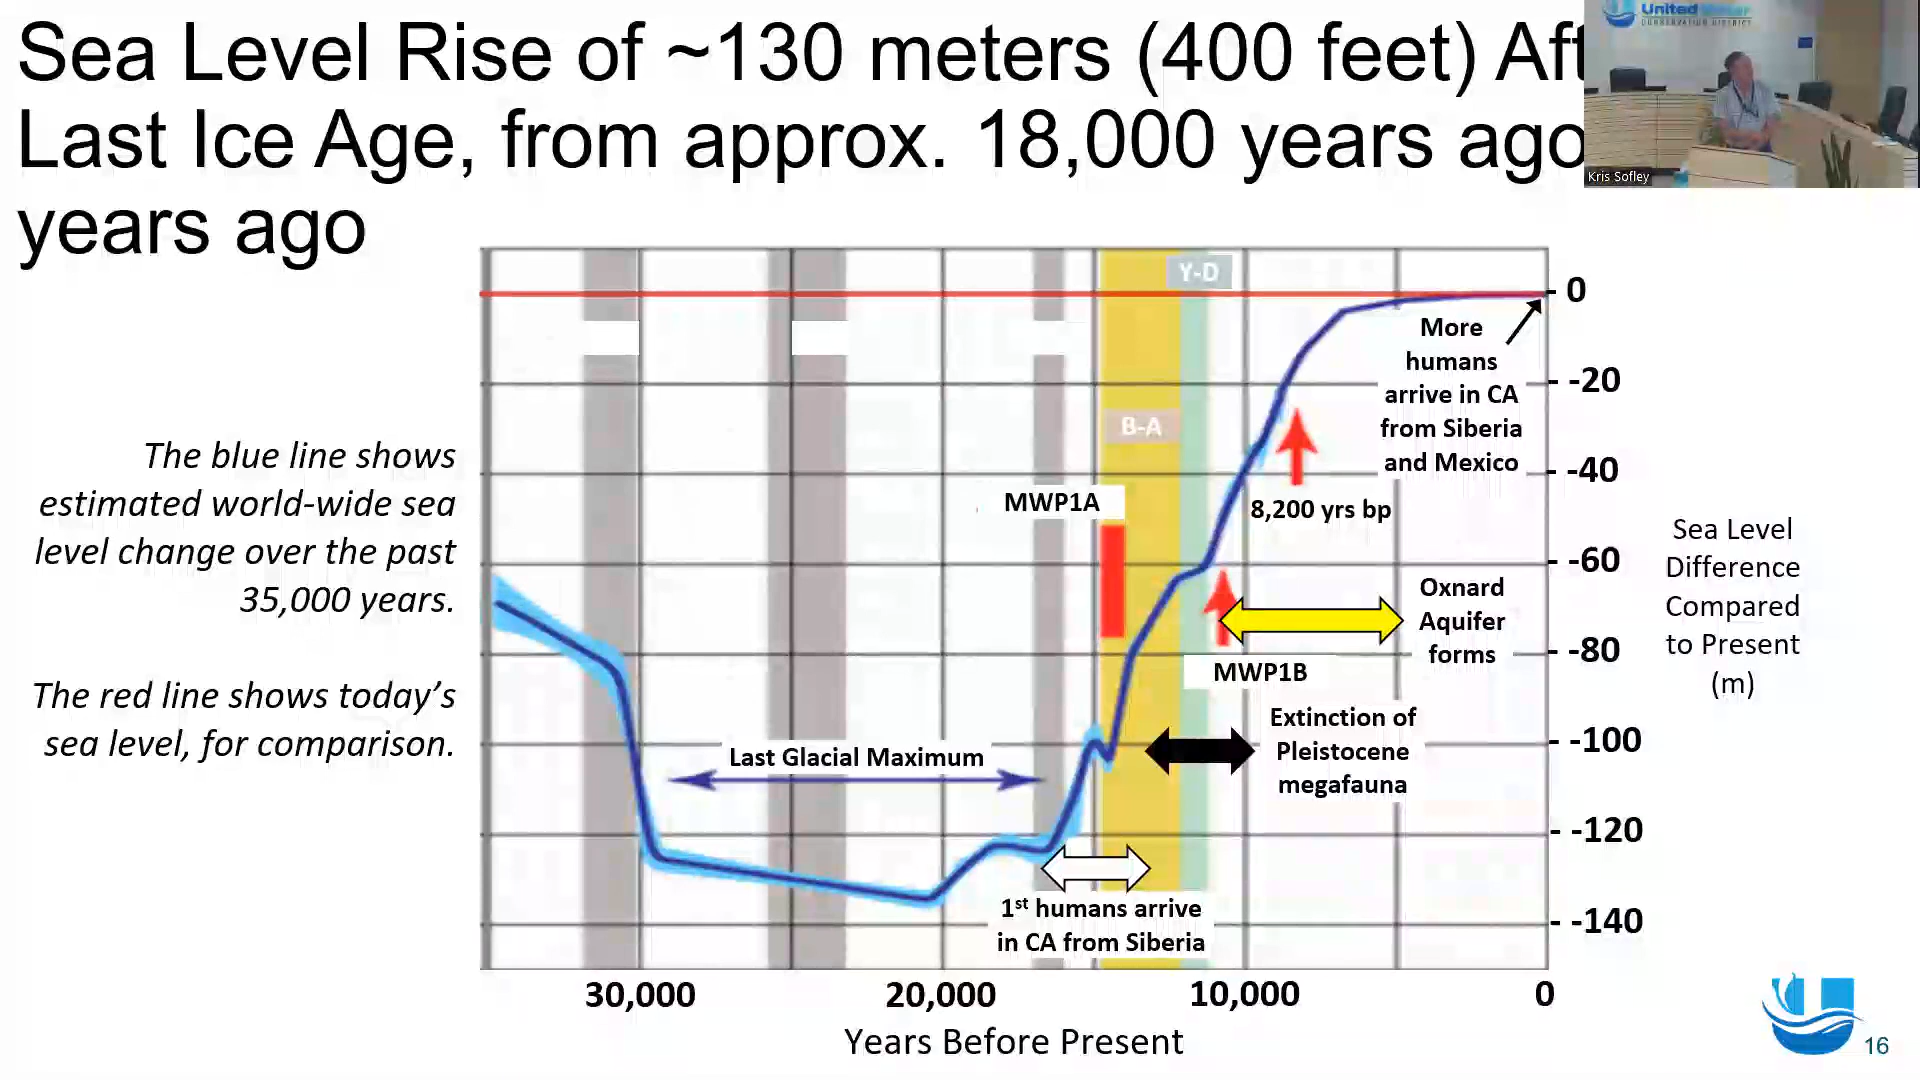 Sea Level Rise of ~130 meters (400 feet)
Last Ice Age, from approx. 18,000 years ago
years ago
United Water
CONSERVATION DISTRICT
Kris Sofley
The blue line shows
estimated world-wide sea
level change over the past
35,000 years.
The red line shows today's
sea level, for comparison.
Y-D
B-A
MWP1A
8,200 yrs bp
MWP1B
More
humans
arrive in CA
from Siberia
and Mexico
Oxnard
Aquifer
forms
Extinction of
Pleistocene
megafauna
Last Glacial Maximum
1st humans arrive
in CA from Siberia
0
-20
-40
-60
-80
-100
-120
-140
Sea Level
Difference
Compared
to Present
(m)
30,000 20,000 10,000 0
Years Before Present
16